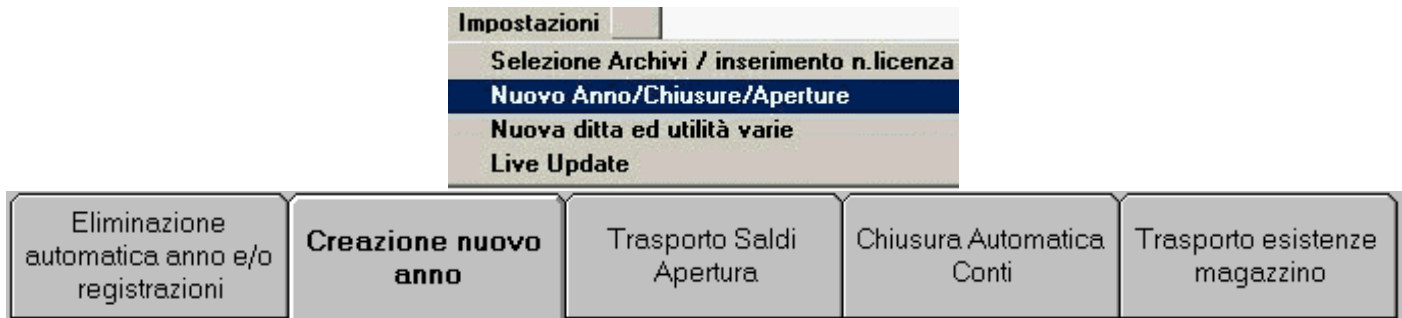 Impostazioni
Selezione Archivi / inserimento n.licenza
Nuovo Anno/Chiusure/Aperture
Nuova ditta ed utilità varie
Live Update
Eliminazione
automatica anno e/o
registrazioni
Creazione nuovo
anno
Trasporto Saldi
Apertura
Chiusura Automatica
Conti
Trasporto esistenze
magazzino